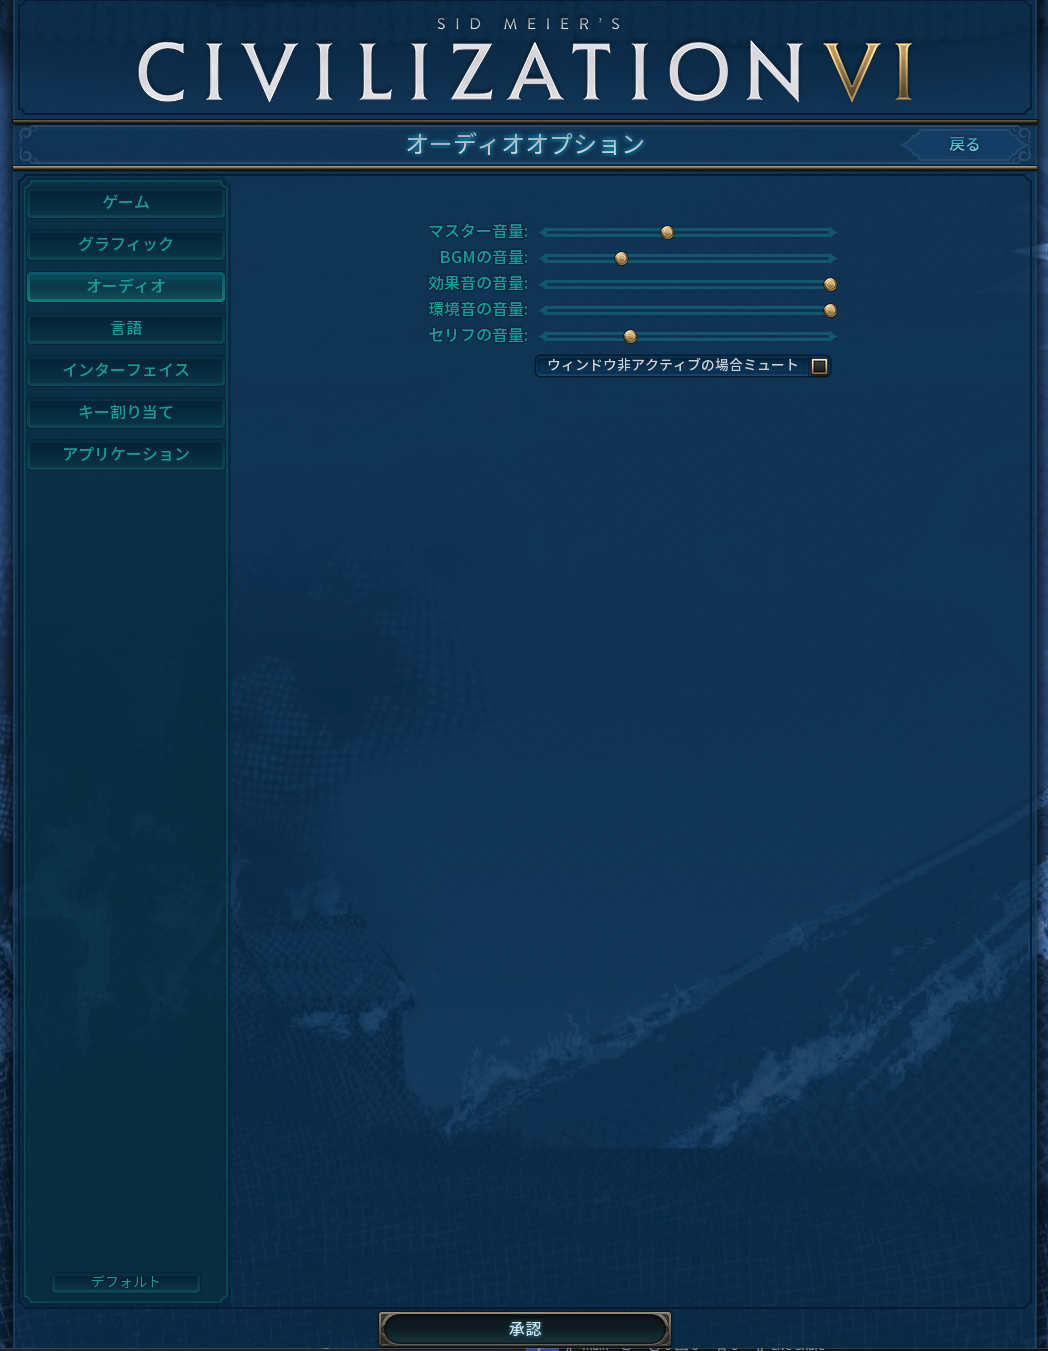 SID MEIER'S
CIVILIZATION VI
オーディオオプション
戻る
ゲーム
グラフィック
オーディオ
言語
インターフェイス
キー割り当て
アプリケーション
マスター音量:
BGMの音量:
効果音の音量:
環境音の音量:
セリフの音量:
ウィンドウ非アクティブの場合ミュート
デフォルト
承認